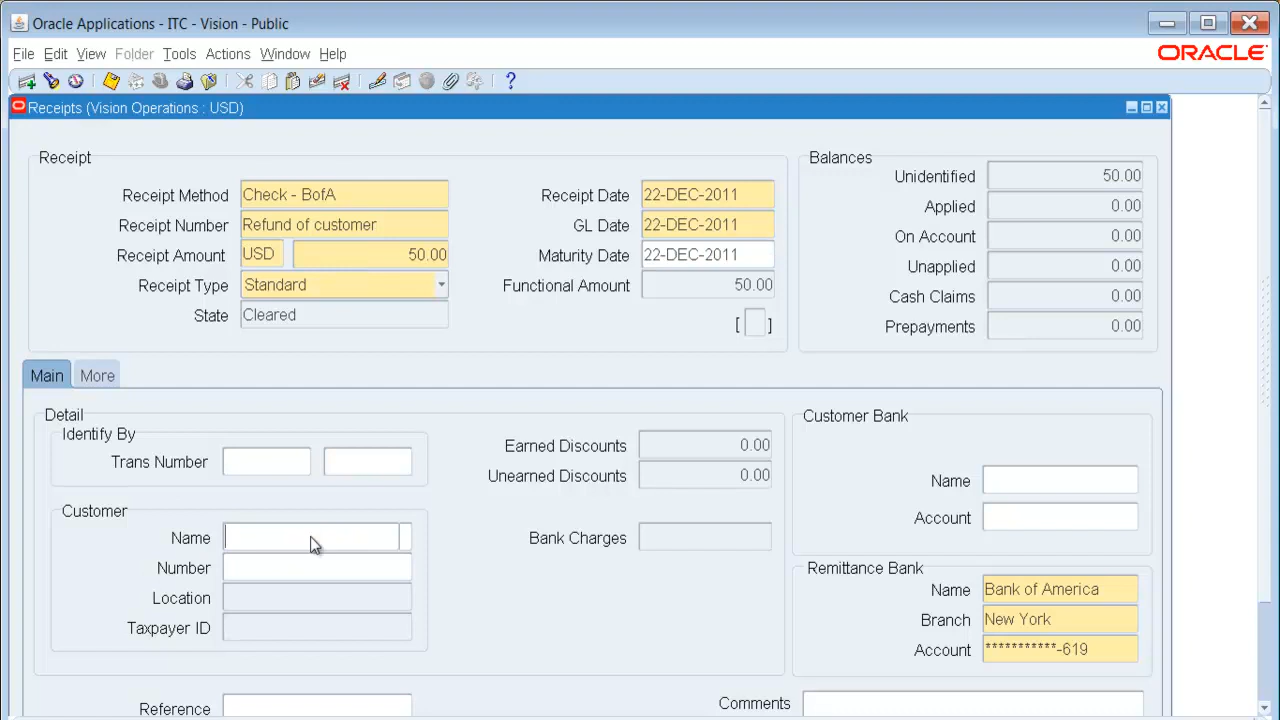 Oracle Applications - ITC - Vision - Public
File Edit View Folder Tools Actions Window Help
ORACLE
Receipts (Vision Operations : USD)
Receipt
Receipt Method Check - BofA
Receipt Number Refund of customer
Receipt Amount USD 50.00
Receipt Type Standard
State Cleared
Receipt Date 22-DEC-2011
GL Date 22-DEC-2011
Maturity Date 22-DEC-2011
Functional Amount 50.00
[ ]
Balances
Unidentified 50.00
Applied 0.00
On Account 0.00
Unapplied 0.00
Cash Claims 0.00
Prepayments 0.00
Main More
Detail
Identify By
Trans Number
Customer
Name
Number
Location
Taxpayer ID
Earned Discounts 0.00
Unearned Discounts 0.00
Bank Charges
Customer Bank
Name
Account
Remittance Bank
Name Bank of America
Branch New York
Account ***********-619
Reference
Comments